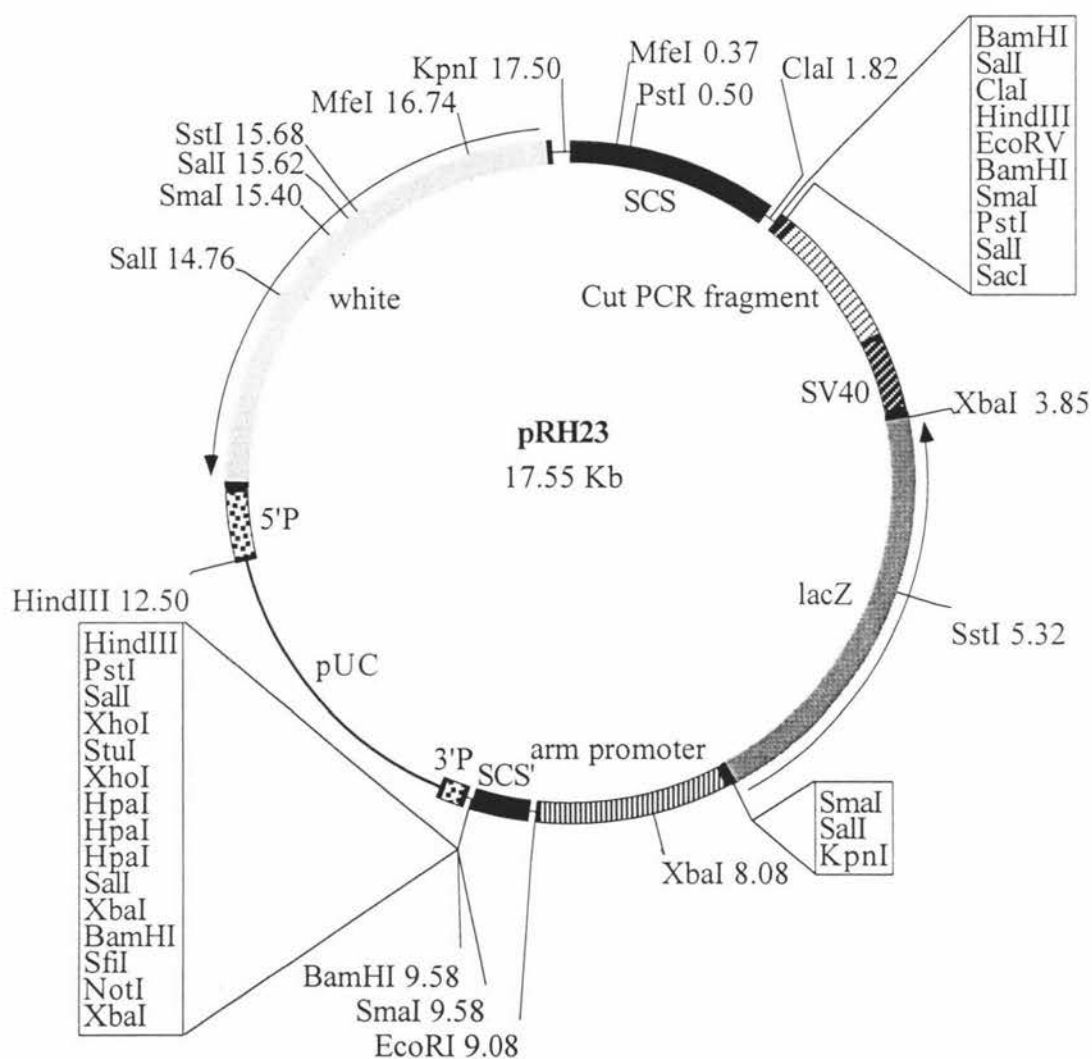 KpnI 17.50
MfeI 16.74
SstI 15.68
SalI 15.62
SmaI 15.40
SalI 14.76
MfeI 0.37
PstI 0.50
ClaI 1.82
BamHI
SalI
ClaI
HindIII
EcoRV
BamHI
SmaI
PstI
SalI
SacI
SCS
white
Cut PCR fragment
SV40
XbaI 3.85
pRH23
17.55 Kb
5'P
lacZ
SstI 5.32
HindIII 12.50
HindIII
PstI
SalI
XhoI
StuI
XhoI
HpaI
HpaI
HpaI
SalI
XbaI
BamHI
SfiI
NotI
XbaI
pUC
3'P
SCS'
arm promoter
SmaI
SalI
KpnI
XbaI 8.08
BamHI 9.58
SmaI 9.58
EcoRI 9.08